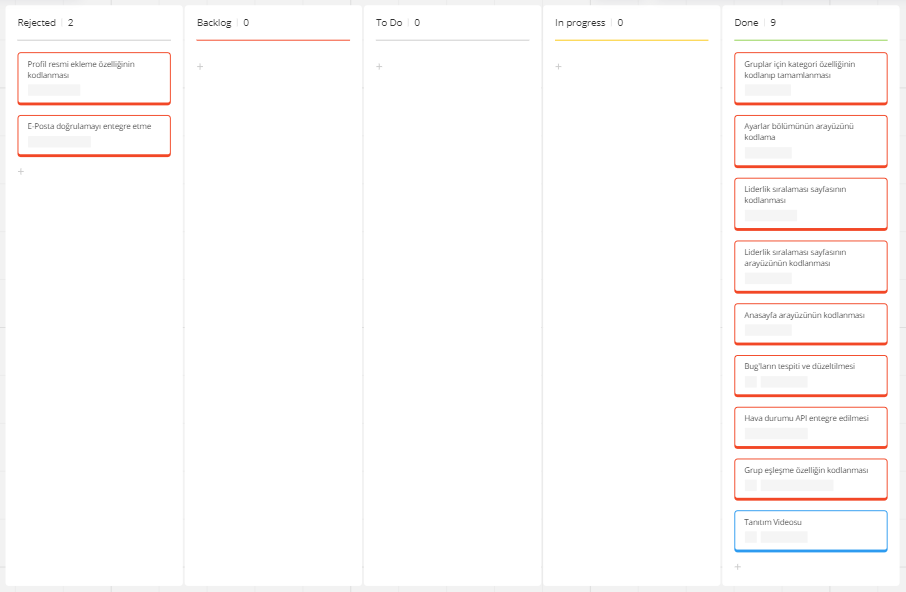 Rejected 2
Profil resmi ekleme özelliğinin
kodlanması
E-Posta doğrulamayı entegre etme
+
Backlog 0
+
To Do 0
+
In progress 0
+
Done 9
Gruplar için kategori özelliğinin
kodlanıp tamamlanması
Ayarlar bölümünün arayüzünü
kodlama
Liderlik sıralaması sayfasının
kodlanması
Liderlik sıralaması sayfasının
arayüzünün kodlanması
Anasayfa arayüzünün kodlanması
Bug'ların tespiti ve düzeltilmesi
Hava durumu API entegre edilmesi
Grup eşleşme özelliğin kodlanması
Tanıtım Videosu
+